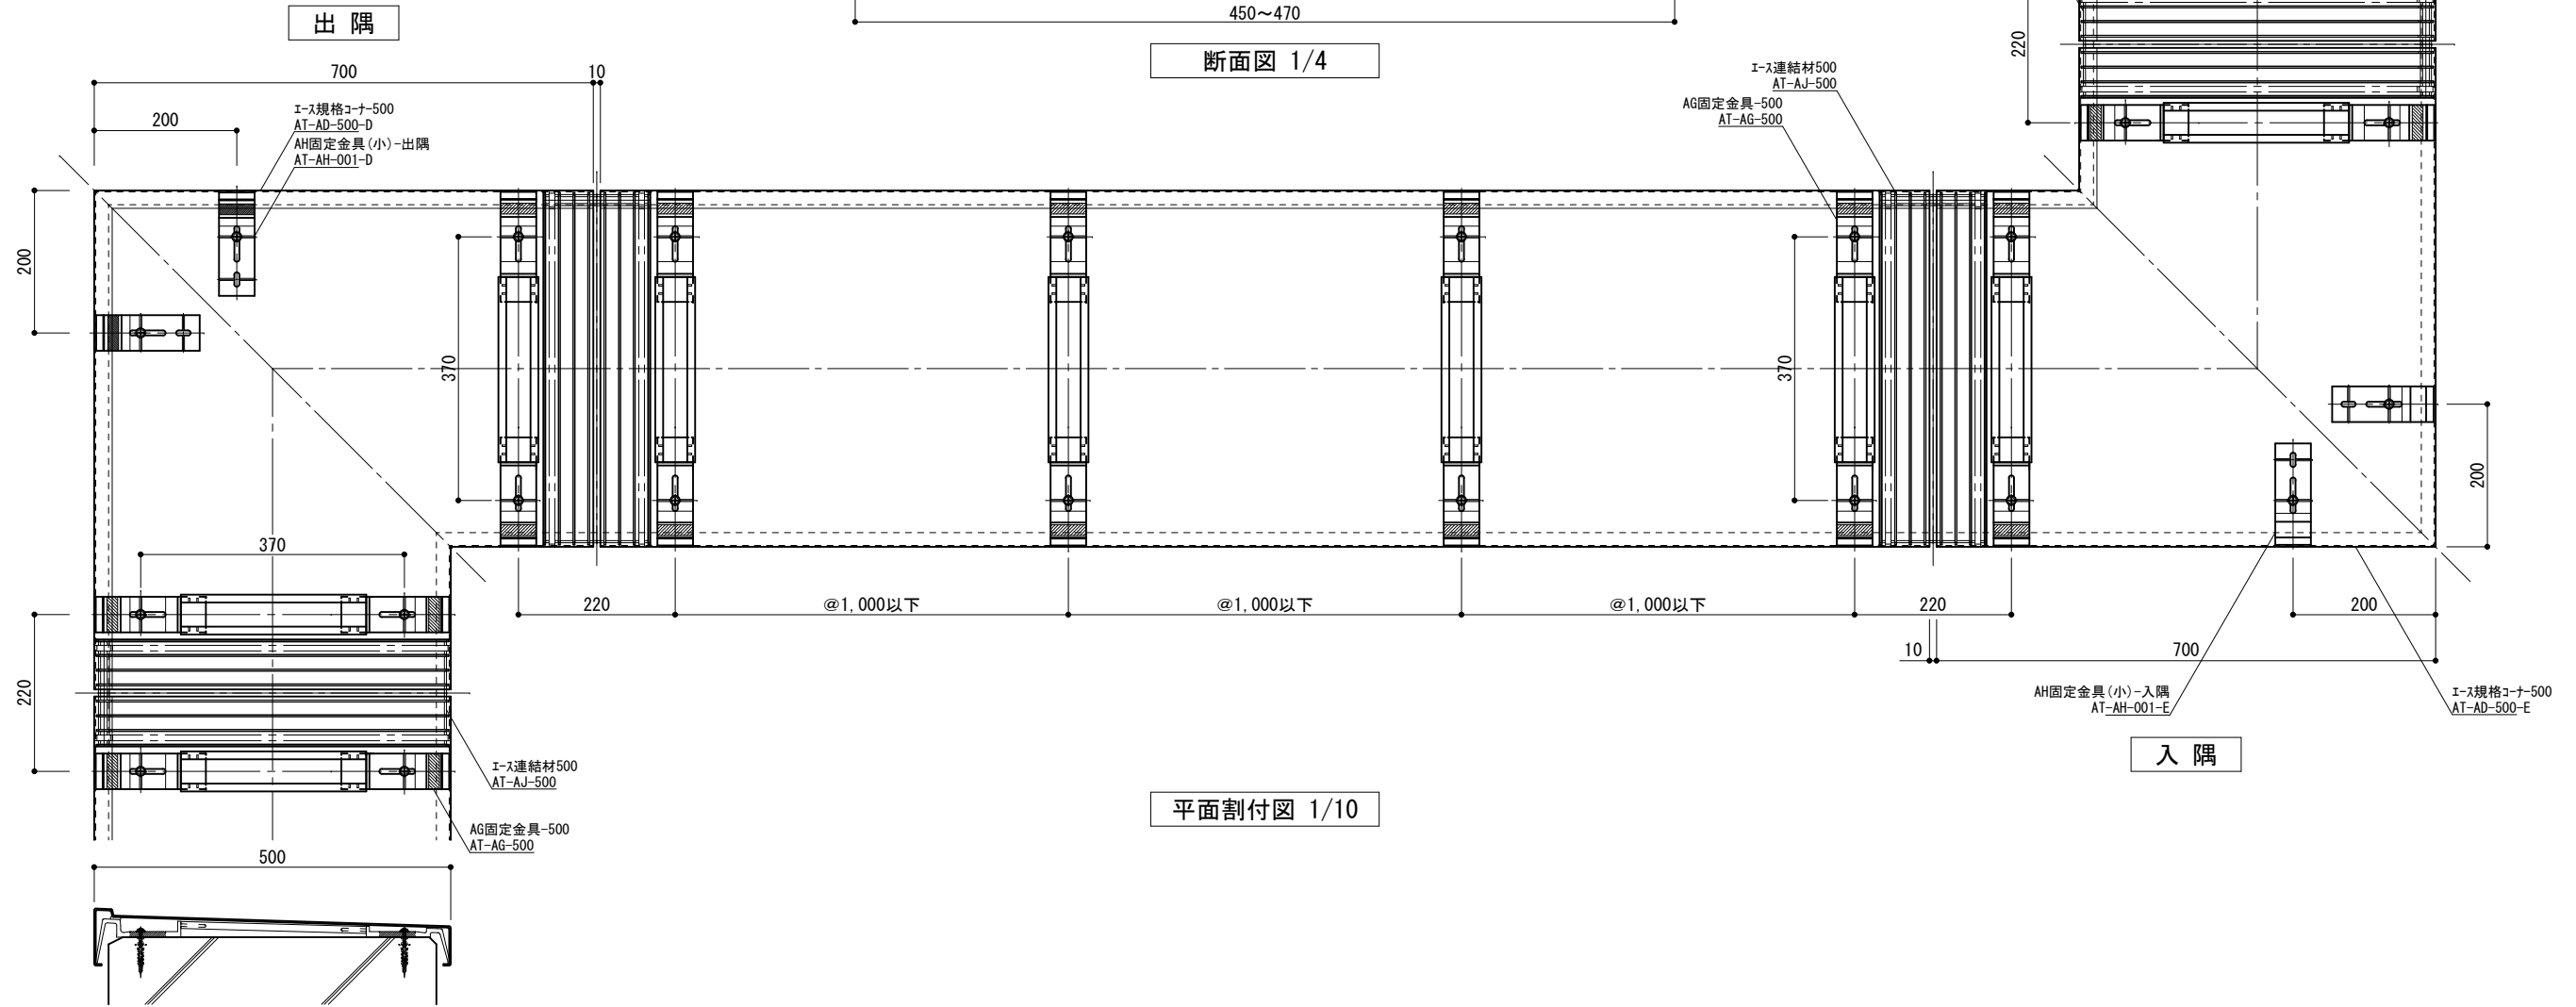 出 隅
450～470
断面図 1/4
220
700
10
200
ｴｰｽ規格ｺｰﾅｰ500
AT-AD-500-D
AH固定金具(小)-出隅
AT-AH-001-D
ｴｰｽ連結材500
AT-AJ-500
AG固定金具-500
AT-AG-500
200
370
370
200
370
220
@1,000以下
@1,000以下
@1,000以下
220
200
10
700
220
AH固定金具(小)-入隅
AT-AH-001-E
ｴｰｽ規格ｺｰﾅｰ500
AT-AD-500-E
入 隅
ｴｰｽ連結材500
AT-AJ-500
平面割付図 1/10
AG固定金具-500
AT-AG-500
500